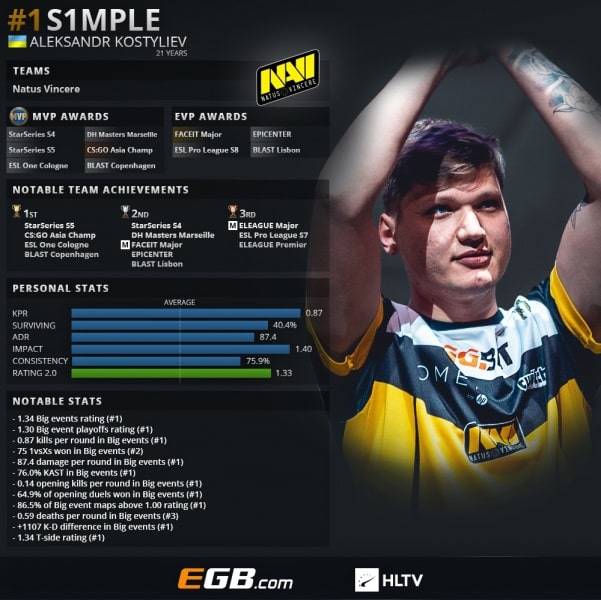 #1 S1MPLE
ALEKSANDR KOSTYLIEV
21 YEARS
TEAMS
Natus Vincere
NAVI
NATUS VINCERE
MVP MVP AWARDS
StarSeries S4
DH Masters Marseille
StarSeries S5
CS:GO Asia Champ
ESL One Cologne
BLAST Copenhagen
EVP AWARDS
FACEIT Major
EPICENTER
ESL Pro League S8
BLAST Lisbon
NOTABLE TEAM ACHIEVEMENTS
1ST
StarSeries S5
CS:GO Asia Champ
ESL One Cologne
BLAST Copenhagen
2ND
StarSeries S4
DH Masters Marseille
M FACEIT Major
EPICENTER
BLAST Lisbon
3RD
M ELEAGUE Major
ESL Pro League S7
ELEAGUE Premier
PERSONAL STATS
AVERAGE
KPR 0.87
SURVIVING 40.4%
ADR 87.4
IMPACT 1.40
CONSISTENCY 75.9%
RATING 2.0 1.33
NOTABLE STATS
- 1.34 Big events rating (#1)
- 1.30 Big event playoffs rating (#1)
- 0.87 kills per round in Big events (#1)
- 75 1vsXs won in Big events (#2)
- 87.4 damage per round in Big events (#1)
- 76.0% KAST in Big events (#1)
- 0.14 opening kills per round in Big events (#1)
- 64.9% of opening duels won in Big events (#1)
- 86.5% of Big event maps above 1.00 rating (#1)
- 0.59 deaths per round in Big events (#3)
- +1107 K-D difference in Big events (#1)
- 1.34 T-side rating (#1)
OMEN
NATUS VINCERE
EGB.com
HLTV